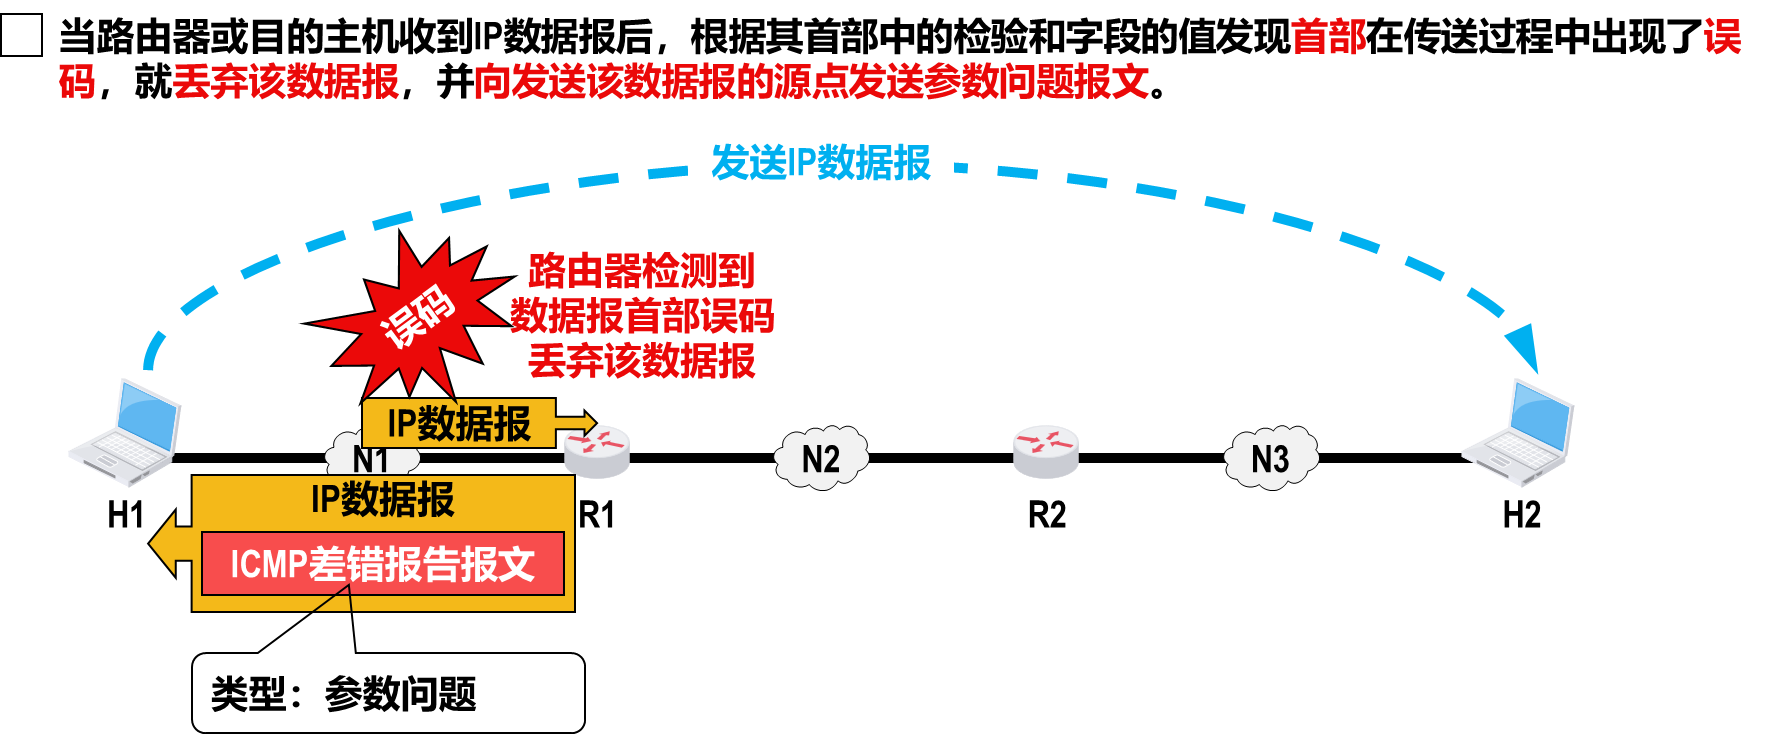 当路由器或目的主机收到IP数据报后，根据其首部中的检验和字段的值发现首部在传送过程中出现了误
码，就丢弃该数据报，并向发送该数据报的源点发送参数问题报文。
发送IP数据报
路由器检测到
数据报首部误码
丢弃该数据报
误码
IP数据报
N1
N2
N3
H1
R1
R2
H2
IP数据报
ICMP差错报告报文
类型：参数问题